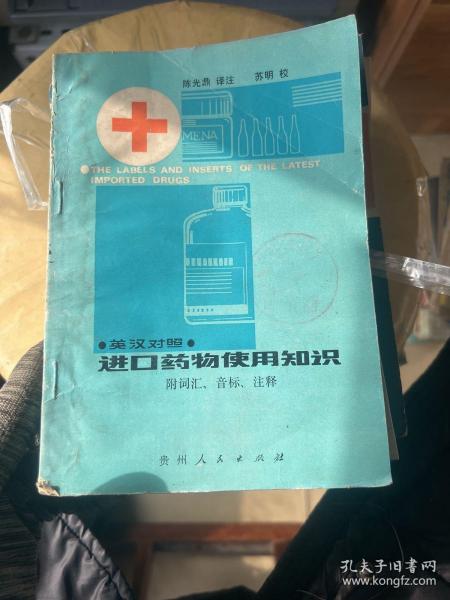 陈光鼎 译注 苏明 校
MENA
●THE LABELS AND INSERTS OF THE LATEST
IMPORTED DRUGS
●英汉对照●
进口药物使用知识
附词汇、音标、注释
贵州人民出版社
孔夫子旧书网
www.kongfz.com